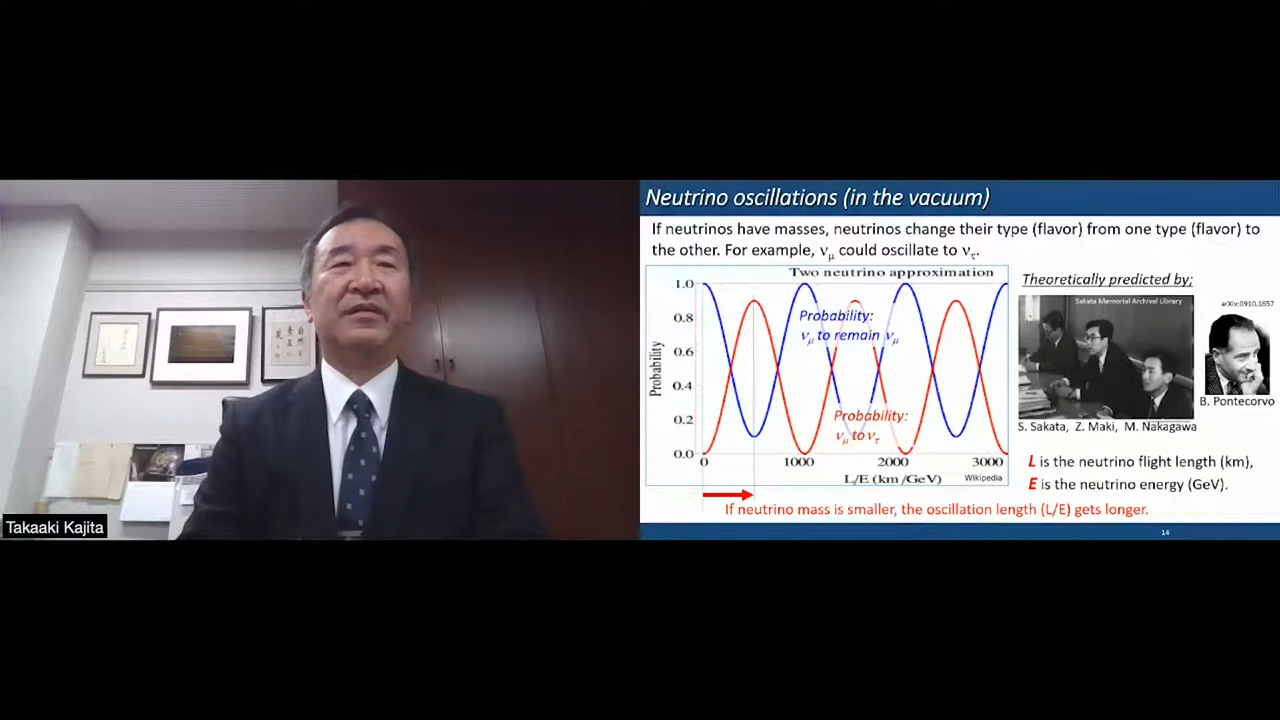 Takaaki Kajita
Neutrino oscillations (in the vacuum)
If neutrinos have masses, neutrinos change their type (flavor) from one type (flavor) to
the other. For example, νμ could oscillate to ντ.
Two neutrino approximation
1.0
0.8
0.6
0.4
0.2
0.0
Probability
Probability:
νμ to remain νμ
Probability:
νμ to ντ
0
1000
2000
3000
L/E (km/GeV)
Wikipedia
Theoretically predicted by;
Sakata Memorial Archival Library
arXiv:0910.1657
S. Sakata, Z. Maki, M. Nakagawa
B. Pontecorvo
L is the neutrino flight length (km),
E is the neutrino energy (GeV).
If neutrino mass is smaller, the oscillation length (L/E) gets longer.
14